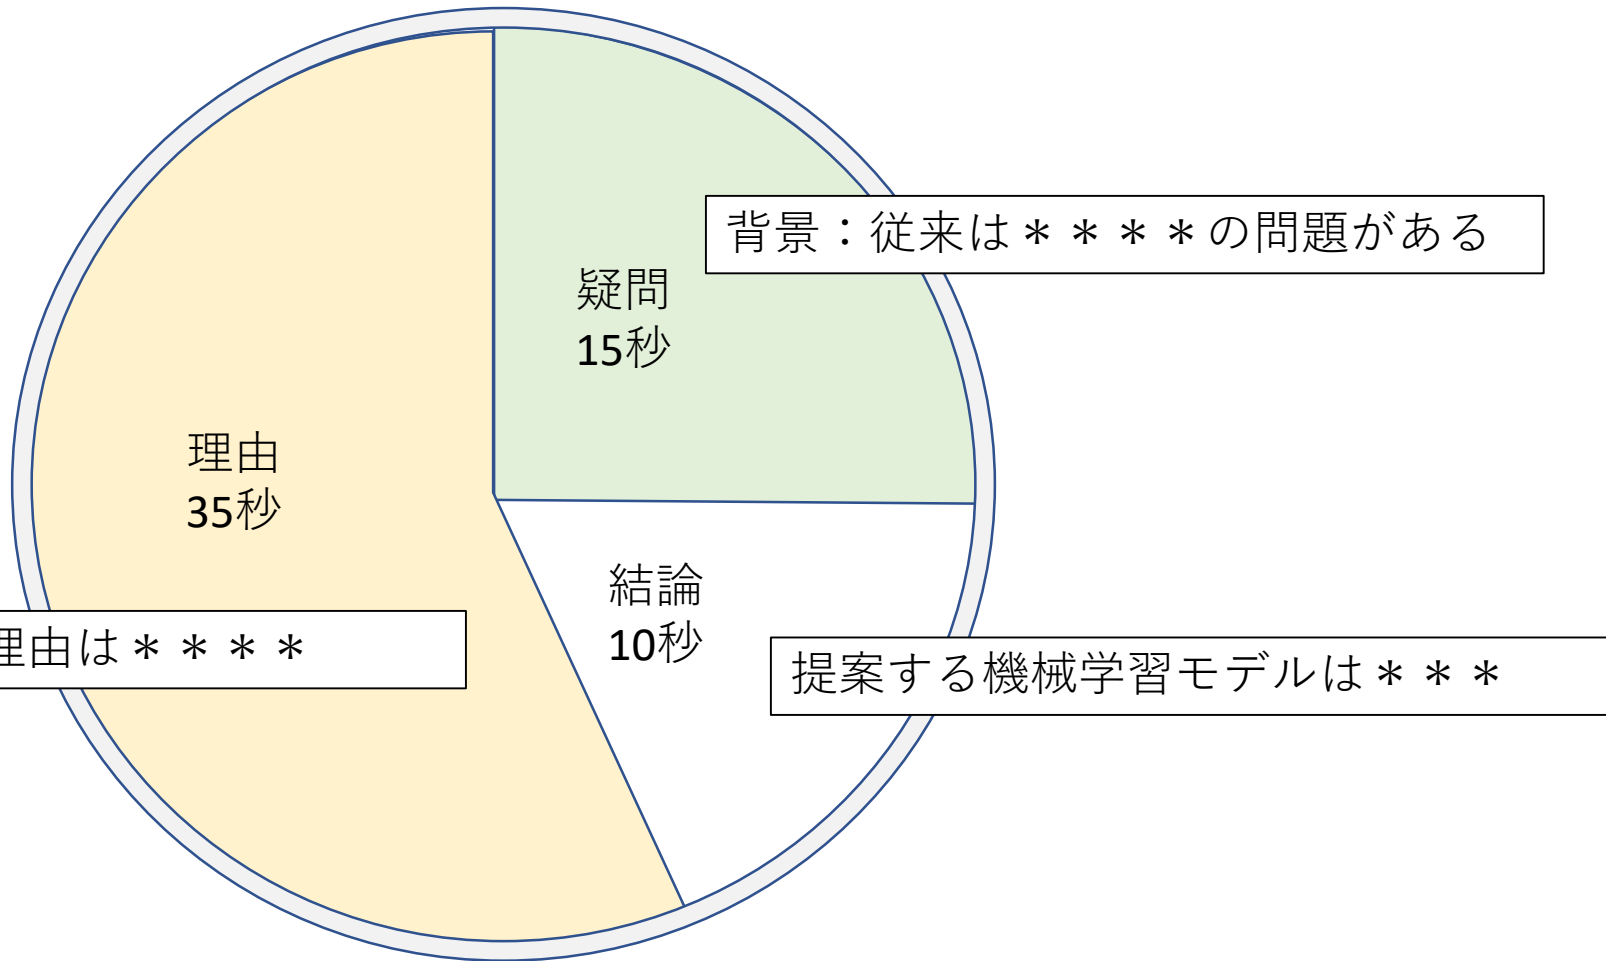 背景：従来は＊＊＊＊の問題がある
疑問
15秒
理由
35秒
結論
10秒
理由は＊＊＊＊
提案する機械学習モデルは＊＊＊